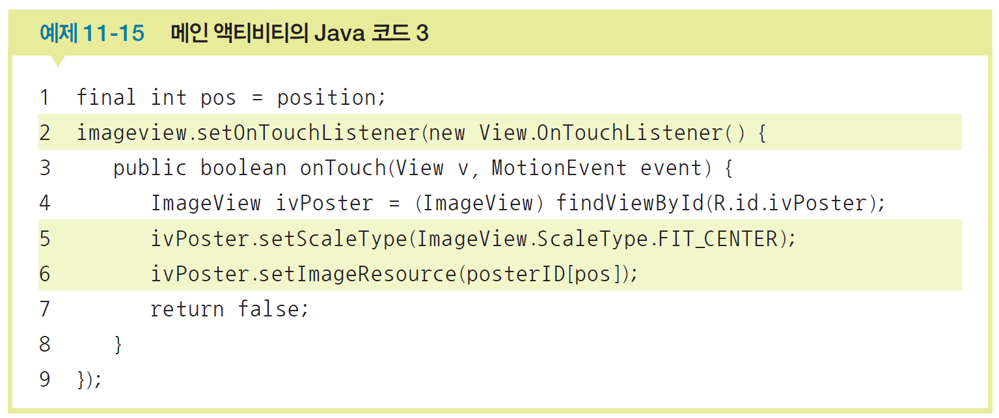 예제 11-15 메인 액티비티의 Java 코드 3
1 final int pos = position;
2 imageview.setOnTouchListener(new View.OnTouchListener() {
3 public boolean onTouch(View v, MotionEvent event) {
4 ImageView ivPoster = (ImageView) findViewById(R.id.ivPoster);
5 ivPoster.setScaleType(ImageView.ScaleType.FIT_CENTER);
6 ivPoster.setImageResource(posterID[pos]);
7 return false;
8 }
9 });